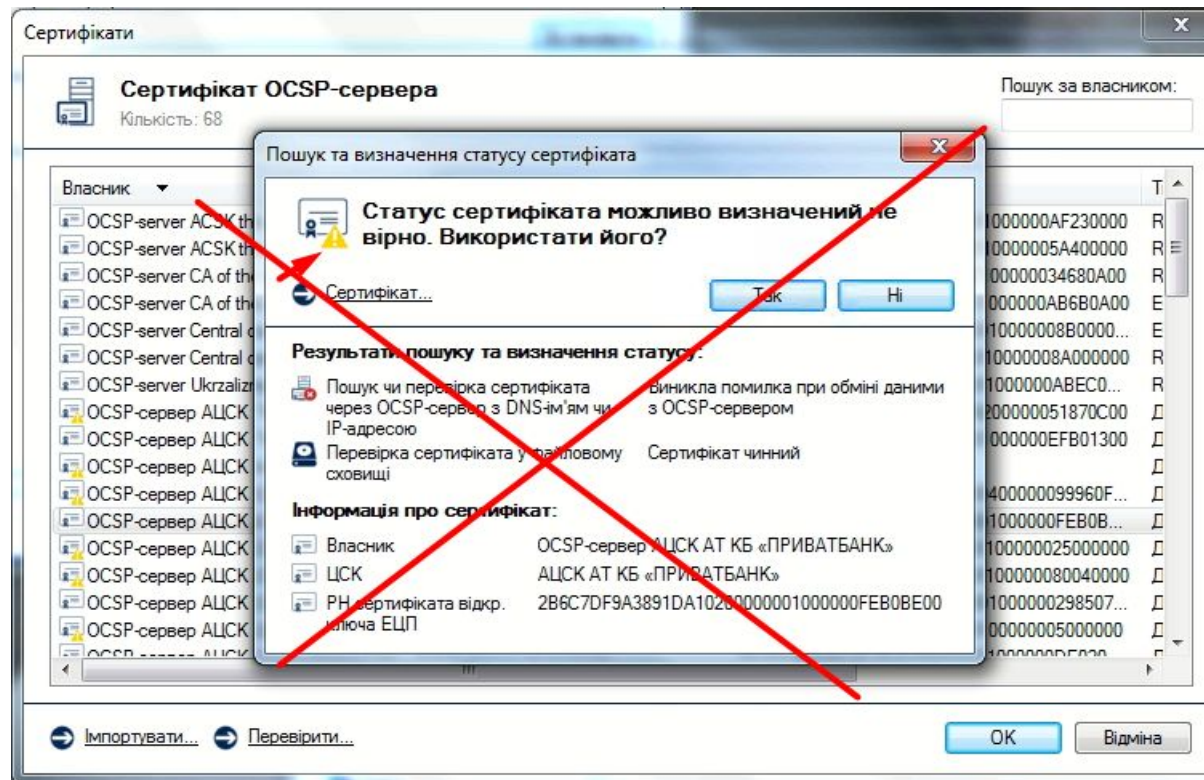 Сертифікати
Сертифікат OCSP-сервера
Кількість: 68
Пошук за власником:
Власник
OCSP-server ACSK th
OCSP-server ACSK th
OCSP-server CA of the
OCSP-server CA of the
OCSP-server Central
OCSP-server Central
OCSP-server Ukrzalizn
OCSP-сервер АЦСК
OCSP-сервер АЦСК
OCSP-сервер АЦСК
OCSP-сервер АЦСК
OCSP-сервер АЦСК
OCSP-сервер АЦСК
OCSP-сервер АЦСК
OCSP-сервер АЦСК
OCSP-сервер АЦСК
Пошук та визначення статусу сертифіката
Статус сертифіката можливо визначений не
вірно. Використати його?
Сертифікат...
Так Ні
Результати пошуку та визначення статусу:
Пошук чи перевірка сертифіката Виникла помилка при обміні даними
через OCSP-сервер з DNS-ім'ям чи з OCSP-сервером
IP-адресою
Перевірка сертифіката у файловому Сертифікат чинний
сховищі
Інформація про сертифікат:
Власник OCSP-сервер АЦСК АТ КБ «ПРИВАТБАНК»
ЦСК АЦСК АТ КБ «ПРИВАТБАНК»
РН сертифіката відкр. 2B6C7DF9A3891DA10200000001000000FEB0BE00
ключа ЕЦП
1000000AF230000 R
10000005A400000 R
000000034680A00 R
000000AB6B0A00 E
10000008B0000... E
10000008A000000 R
1000000ABEC0... R
200000051870C00 Д
000000EFB01300 Д
Д
400000099960F... Д
1000000FEB0B... Д
100000025000000 Д
100000080040000 Д
1000000298507... Д
00000005000000 Д
Імпортувати... Перевірити...
OK Відміна